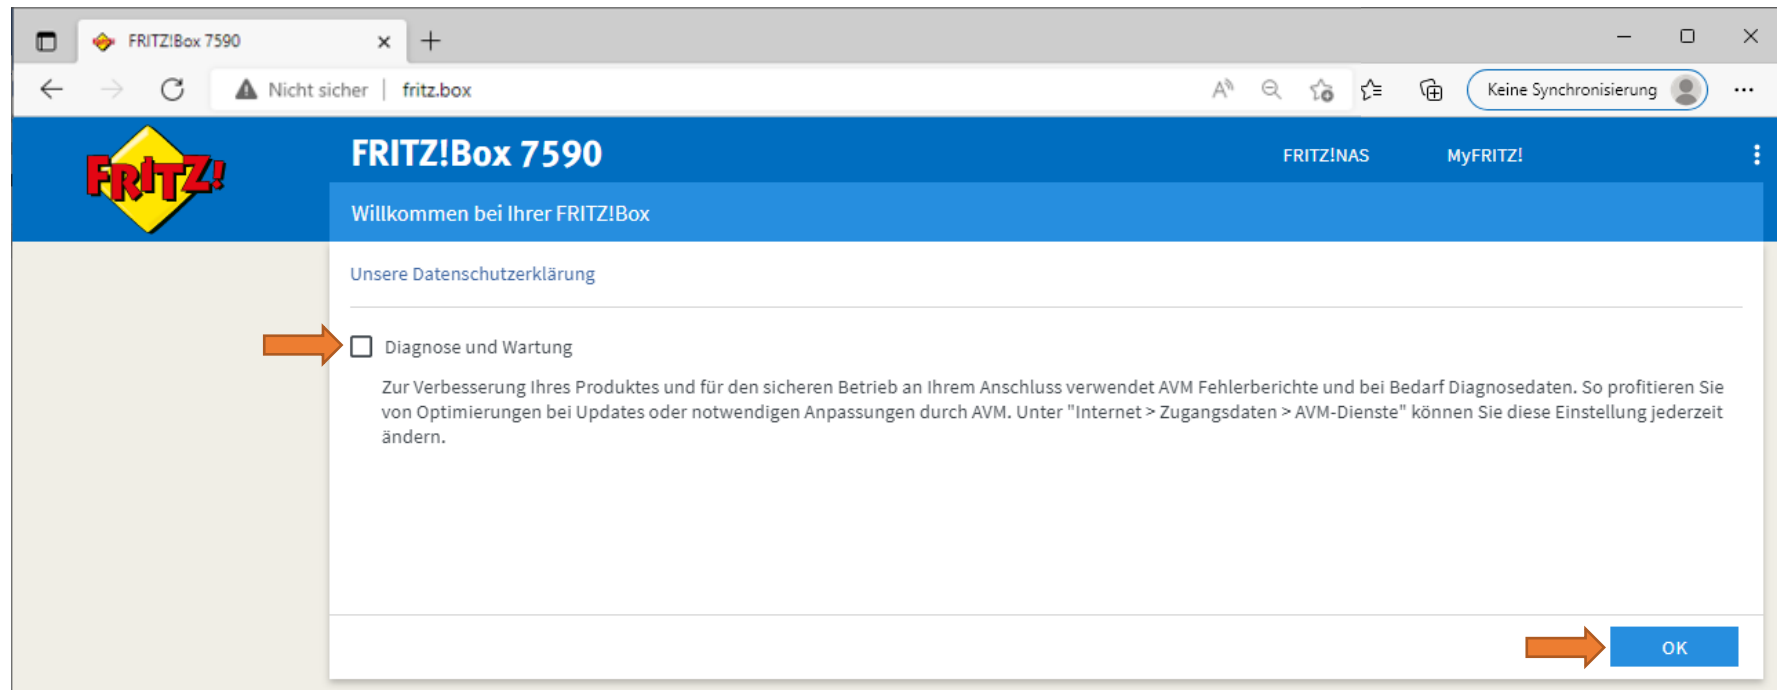 FRITZ!Box 7590
Nicht sicher | fritz.box
Keine Synchronisierung
FRITZ!
FRITZ!Box 7590
FRITZ!NAS
MyFRITZ!
Willkommen bei Ihrer FRITZ!Box
Unsere Datenschutzerklärung
Diagnose und Wartung
Zur Verbesserung Ihres Produktes und für den sicheren Betrieb an Ihrem Anschluss verwendet AVM Fehlerberichte und bei Bedarf Diagnosedaten. So profitieren Sie
von Optimierungen bei Updates oder notwendigen Anpassungen durch AVM. Unter "Internet > Zugangsdaten > AVM-Dienste" können Sie diese Einstellung jederzeit
ändern.
OK